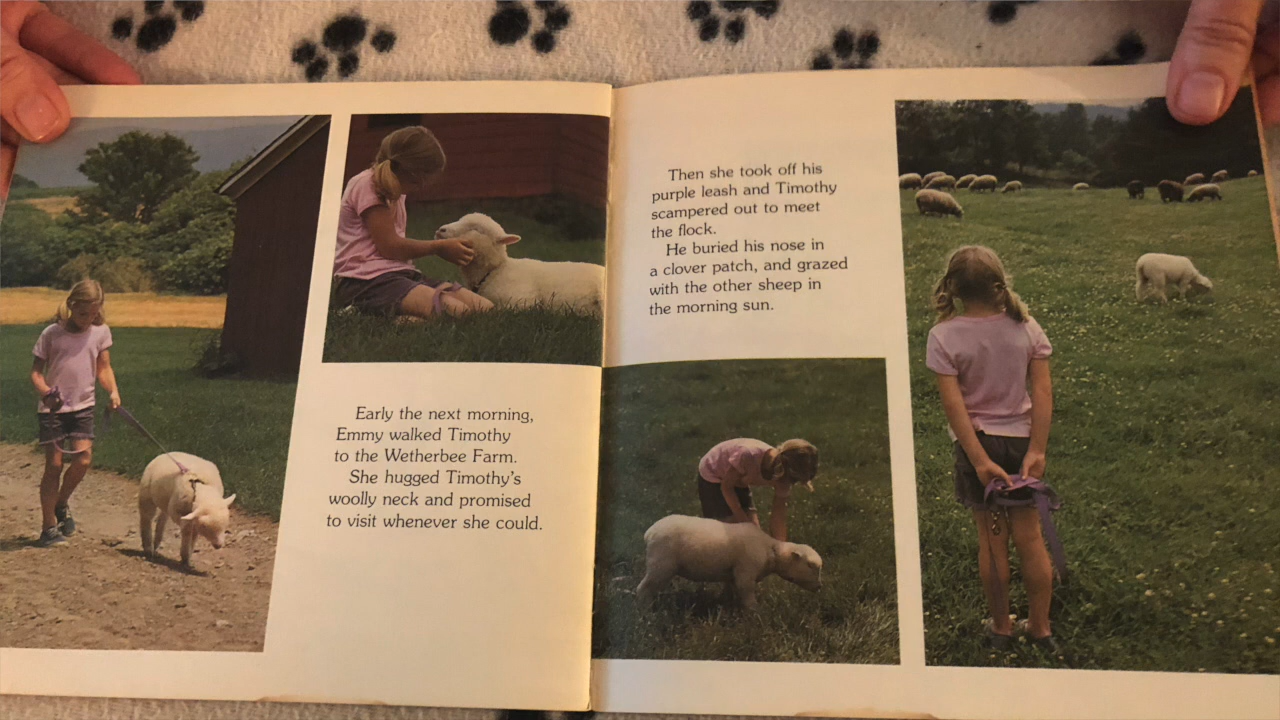 Early the next morning,
Emmy walked Timothy
to the Wetherbee Farm.
She hugged Timothy's
woolly neck and promised
to visit whenever she could.
Then she took off his
purple leash and Timothy
scampered out to meet
the flock.
He buried his nose in
a clover patch, and grazed
with the other sheep in
the morning sun.